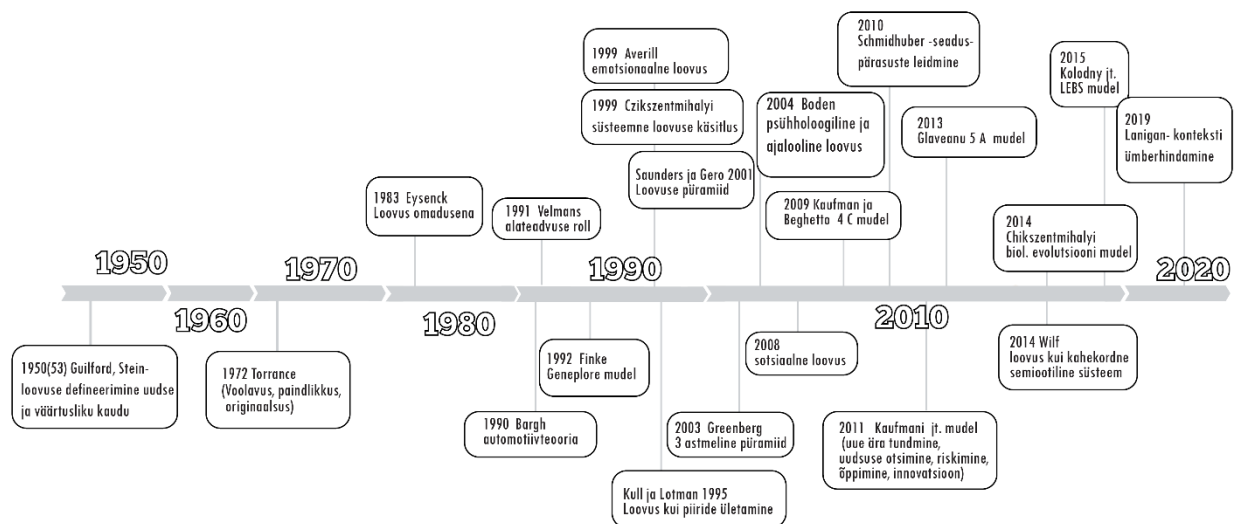 1999 Averill
emotsionaalne loovus
1999 Czikszentmihalyi
süsteemne loovuse käsitlus
Saunders ja Gero 2001
Loovuse püramiid
1983 Eysenck
Loovus omadusena
1991 Velmans
alateadvuse roll
2004 Boden
psühholoogiline ja
ajalooline loovus
2009 Kaufman ja
Beghetto 4 C mudel
2010
Schmidhuber -seadus-
pärasuste leidmine
2013
Glaveanu 5 A mudel
2015
Kolodny jt.
LEBS mudel
2019
Lanigan- konteksti
ümberhindamine
2014
Chikszentmihalyi
biol. evolutsiooni mudel
1950
1960
1970
1980
1990
2010
2020
1950(53) Guilford, Stein-
loovuse defineerimine uudse
ja väärtusliku kaudu
1972 Torrance
(Voolavus, paindlikkus,
originaalsus)
1992 Finke
Geneplore mudel
1990 Bargh
automotiivteooria
Kull ja Lotman 1995
Loovus kui piiride ületamine
2003 Greenberg
3 astmeline püramiid
2008
sotsiaalne loovus
2011 Kaufmani jt. mudel
(uue ära tundmine,
uudsuse otsimine, riskimine,
õppimine, innovatsioon)
2014 Wilf
loovus kui kahekordne
semiootiline süsteem